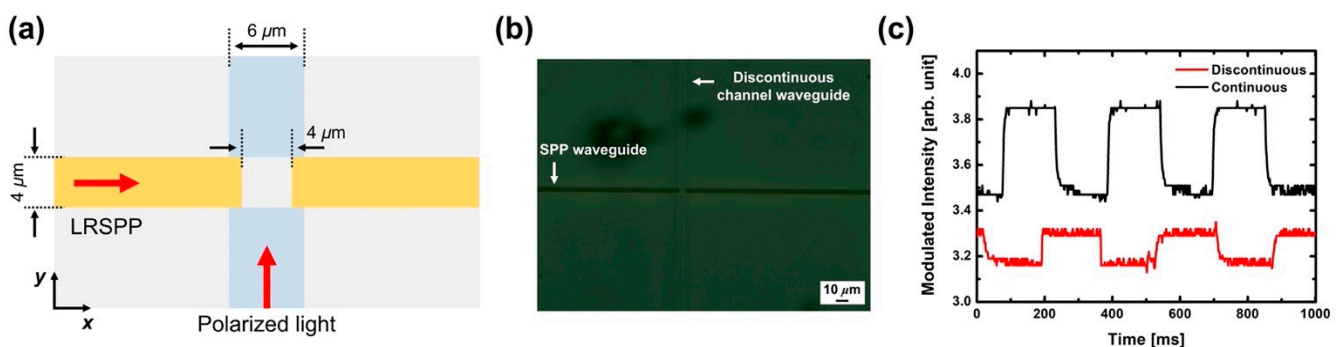 (a)
6 µm
4 µm
4 µm
LRSPP
y
x
Polarized light
(b)
Discontinuous
channel waveguide
SPP waveguide
10 µm
(c)
Modulated Intensity [arb. unit]
4.0
3.8
3.6
3.4
3.2
3.0
Discontinuous
Continuous
0
200
400
600
800
1000
Time [ms]